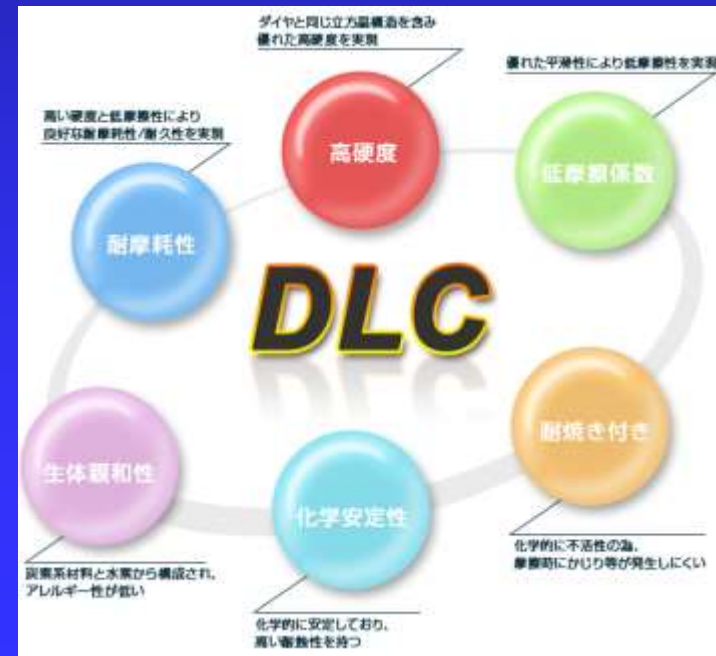 ダイヤと同じ立方晶構造を含み
優れた高硬度を実現
優れた平滑性により低摩擦性を実現
高い硬度と低摩擦性により
良好な耐摩耗性/耐久性を実現
高硬度
低摩擦係数
耐摩耗性
DLC
耐焼き付き
生体親和性
化学安定性
化学的に不活性の為、
摩擦時にかじり等が発生しにくい
炭素系材料と水素から構成され、
アレルギー性が低い
化学的に安定しており、
高い耐蝕性を持つ